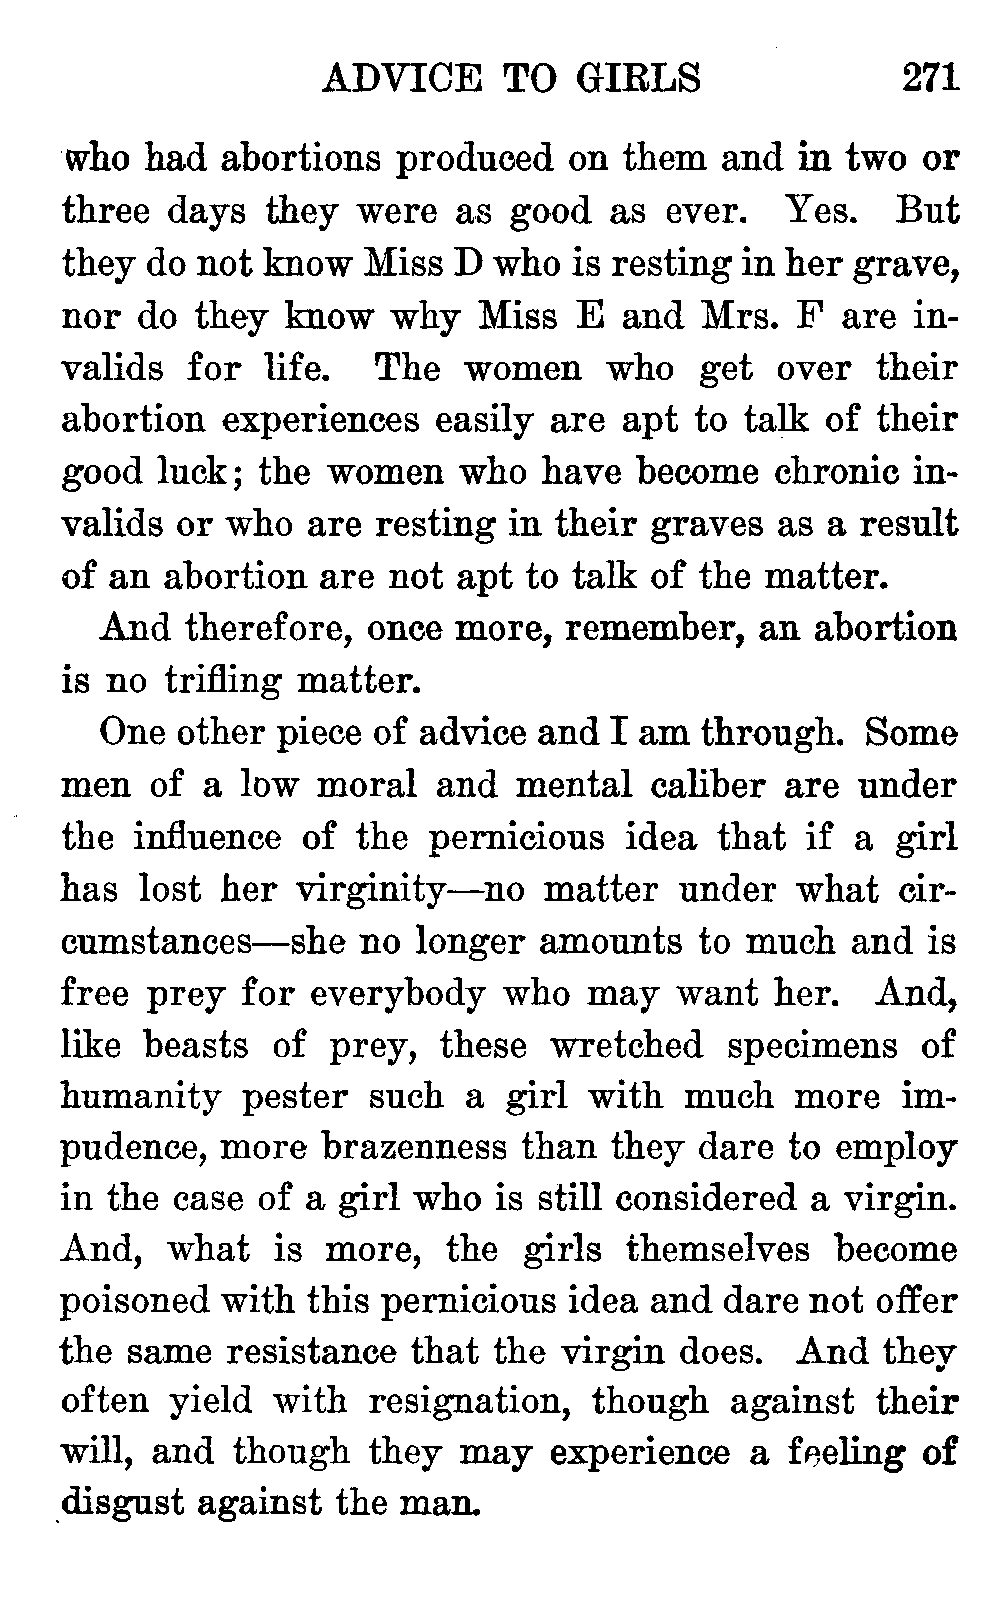 ADVICE TO GIRLS 271
who had abortions produced on them and in two or
three days they were as good as ever. Yes. But
they do not know Miss D who is resting in her grave,
nor do they know why Miss E and Mrs. F are in-
valids for life. The women who get over their
abortion experiences easily are apt to talk of their
good luck; the women who have become chronic in-
valids or who are resting in their graves as a result
of an abortion are not apt to talk of the matter.
And therefore, once more, remember, an abortion
is no trifling matter.
One other piece of advice and I am through. Some
men of a low moral and mental caliber are under
the influence of the pernicious idea that if a girl
has lost her virginity—no matter under what cir-
cumstances—she no longer amounts to much and is
free prey for everybody who may want her. And,
like beasts of prey, these wretched specimens of
humanity pester such a girl with much more im-
pudence, more brazenness than they dare to employ
in the case of a girl who is still considered a virgin.
And, what is more, the girls themselves become
poisoned with this pernicious idea and dare not offer
the same resistance that the virgin does. And they
often yield with resignation, though against their
will, and though they may experience a feeling of
disgust against the man.